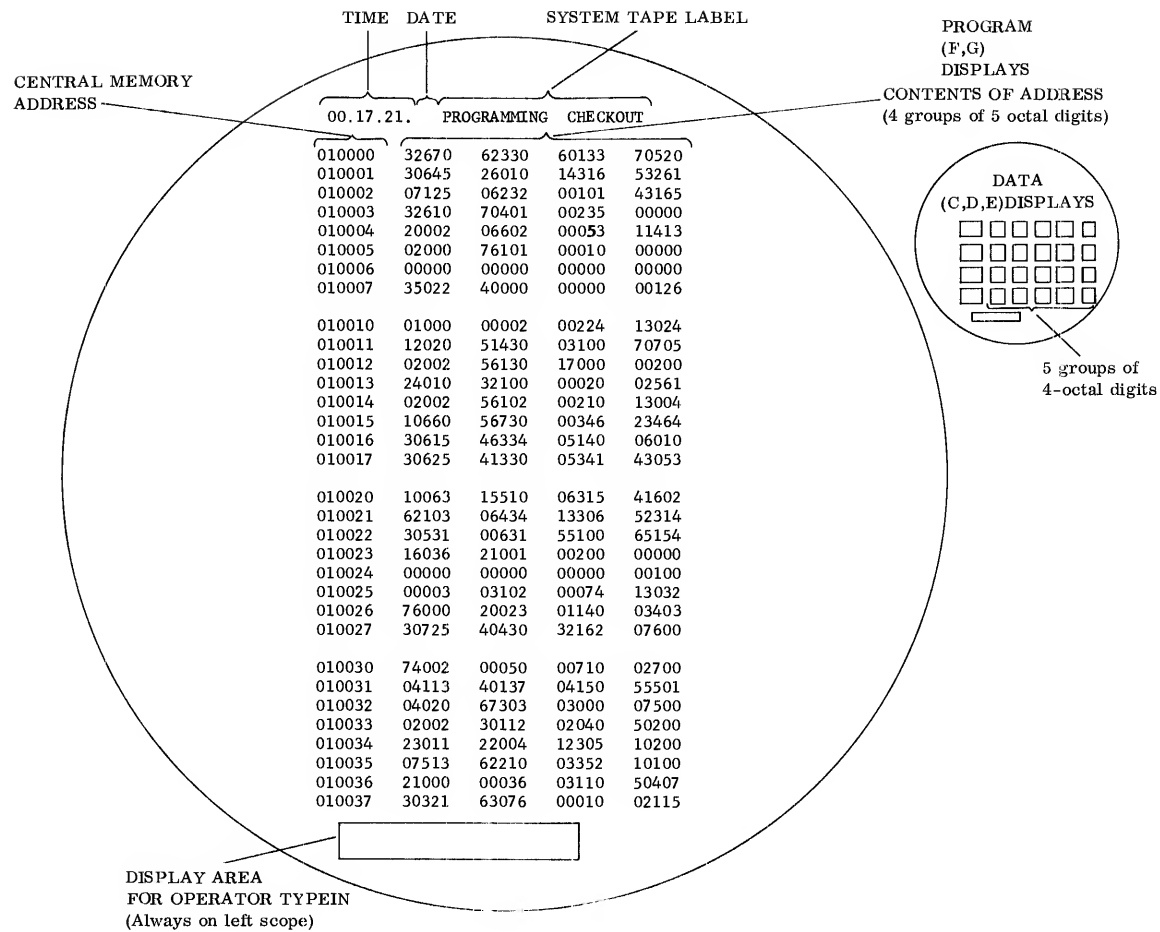 TIME DATE SYSTEM TAPE LABEL
PROGRAM
(F,G)
DISPLAYS
CONTENTS OF ADDRESS
(4 groups of 5 octal digits)
CENTRAL MEMORY
ADDRESS
00.17.21. PROGRAMMING CHECKOUT
010000 32670 62330 60133 70520
010001 30645 26010 14316 53261
010002 07125 06232 00101 43165
010003 32610 70401 00235 00000
010004 20002 06602 00053 11413
010005 02000 76101 00010 00000
010006 00000 00000 00000 00000
010007 35022 40000 00000 00126
010010 01000 00002 00224 13024
010011 12020 51430 03100 70705
010012 02002 56130 17000 00200
010013 24010 32100 00020 02561
010014 02002 56102 00210 13004
010015 10660 56730 00346 23464
010016 30615 46334 05140 06010
010017 30625 41330 05341 43053
010020 10063 15510 06315 41602
010021 62103 06434 13306 52314
010022 30531 00631 55100 65154
010023 16036 21001 00200 00000
010024 00000 00000 00000 00100
010025 00003 03102 00074 13032
010026 76000 20023 01140 03403
010027 30725 40430 32162 07600
010030 74002 00050 00710 02700
010031 04113 40137 04150 55501
010032 04020 67303 03000 07500
010033 02002 30112 02040 50200
010034 23011 22004 12305 10200
010035 07513 62210 03352 10100
010036 21000 00036 03110 50407
010037 30321 63076 00010 02115
DATA
(C,D,E)DISPLAYS
5 groups of
4-octal digits
DISPLAY AREA
FOR OPERATOR TYPEIN
(Always on left scope)